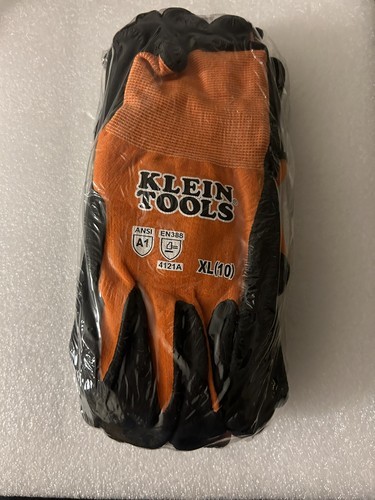 KLEIN
TOOLS
ANSI
A1
EN388
4121A
XL(10)